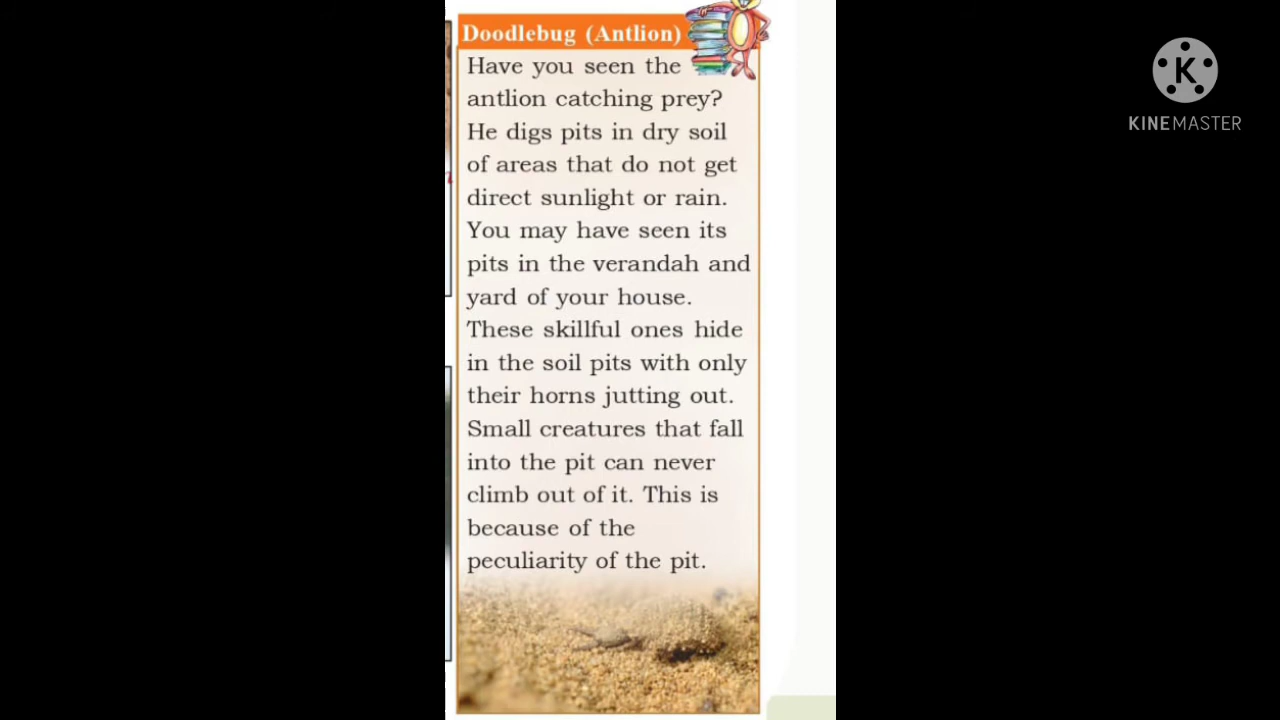 Doodlebug (Antlion)
Have you seen the
antlion catching prey?
He digs pits in dry soil
of areas that do not get
direct sunlight or rain.
You may have seen its
pits in the verandah and
yard of your house.
These skillful ones hide
in the soil pits with only
their horns jutting out.
Small creatures that fall
into the pit can never
climb out of it. This is
because of the
peculiarity of the pit.
K
KINEMASTER